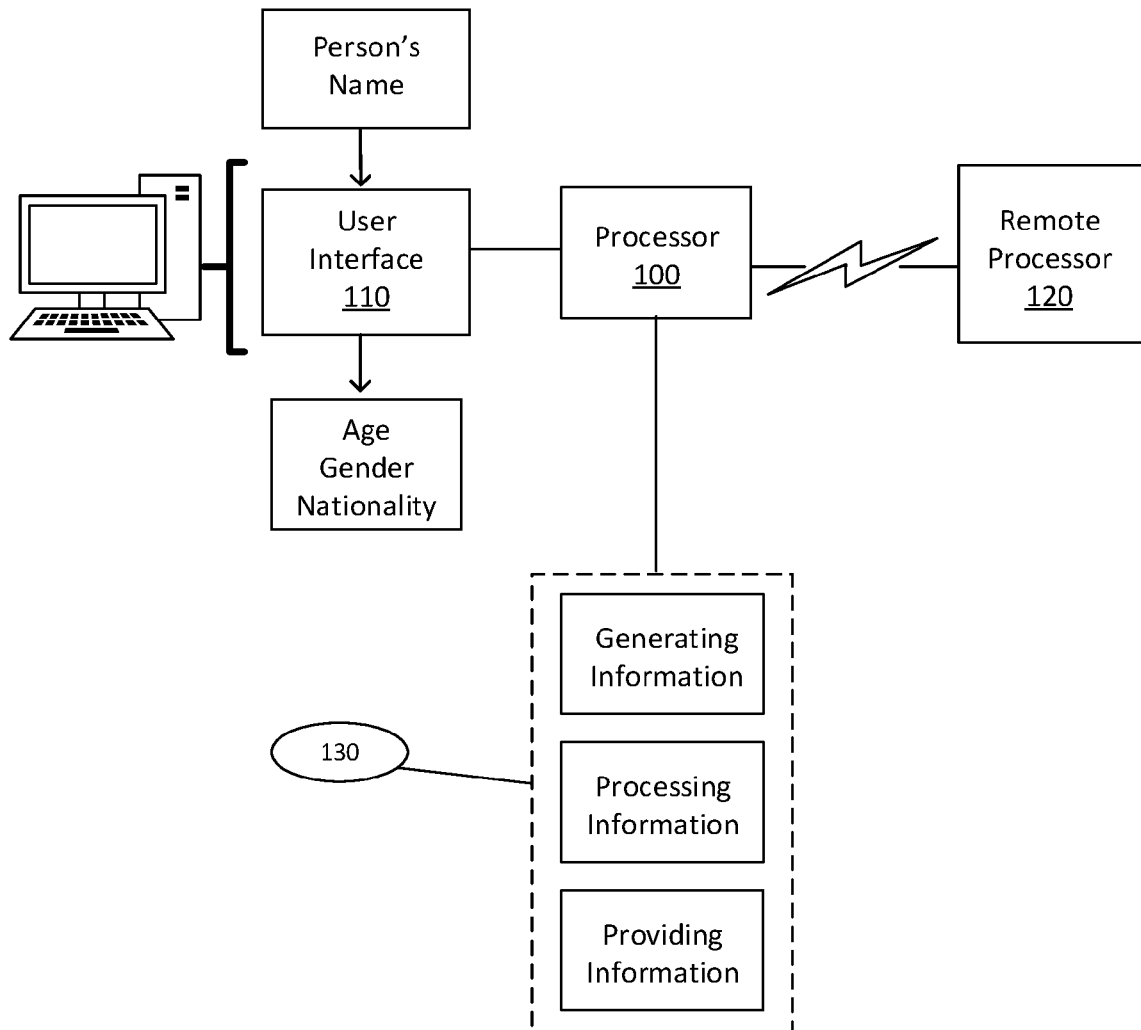 Person's
Name
User
Interface
110
Processor
100
Remote
Processor
120
Age
Gender
Nationality
Generating
Information
130
Processing
Information
Providing
Information